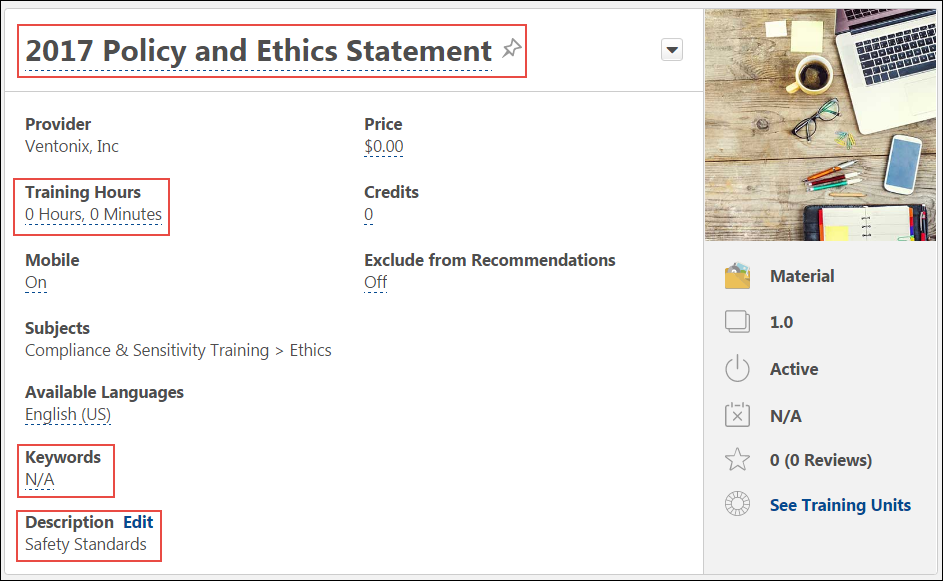 2017 Policy and Ethics Statement
Provider
Ventonix, Inc
Price
$0.00
Training Hours
0 Hours, 0 Minutes
Credits
0
Mobile
On
Exclude from Recommendations
Off
Subjects
Compliance & Sensitivity Training > Ethics
Available Languages
English (US)
Keywords
N/A
Description Edit
Safety Standards
Material
1.0
Active
N/A
0 (0 Reviews)
See Training Units